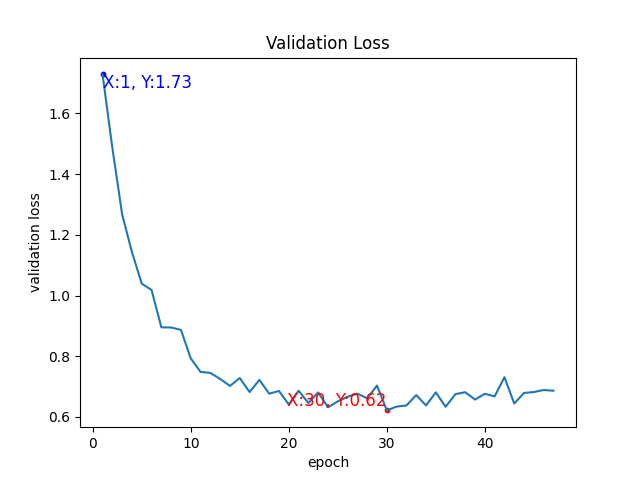 Validation Loss
X:1, Y:1.73
1.6
1.4
1.2
1.0
0.8
0.6
validation loss
X:30, Y:0.62
0 10 20 30 40
epoch